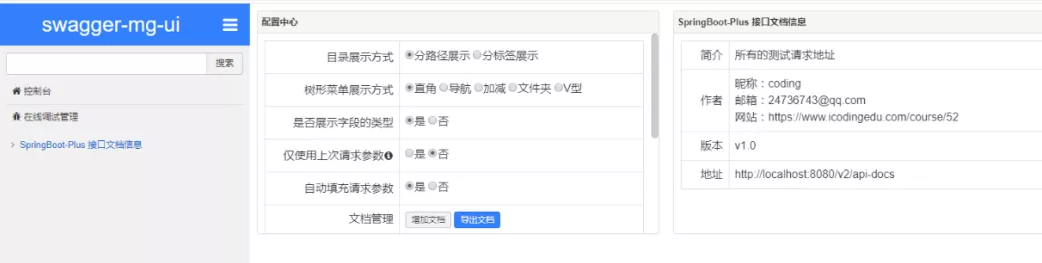 swagger-mg-ui
搜索
控制台
在线调试管理
SpringBoot-Plus 接口文档信息
配置中心
目录展示方式 分路径展示 分标签展示
树形菜单展示方式 直角 导航 加减 文件夹 V型
是否展示字段的类型 是 否
仅使用上次请求参数 是 否
自动填充请求参数 是 否
文档管理 增加文档 导出文档
SpringBoot-Plus 接口文档信息
简介 所有的测试请求地址
作者 昵称：coding
邮箱：24736743@qq.com
网站：https://www.icodingedu.com/course/52
版本 v1.0
地址 http://localhost:8080/v2/api-docs